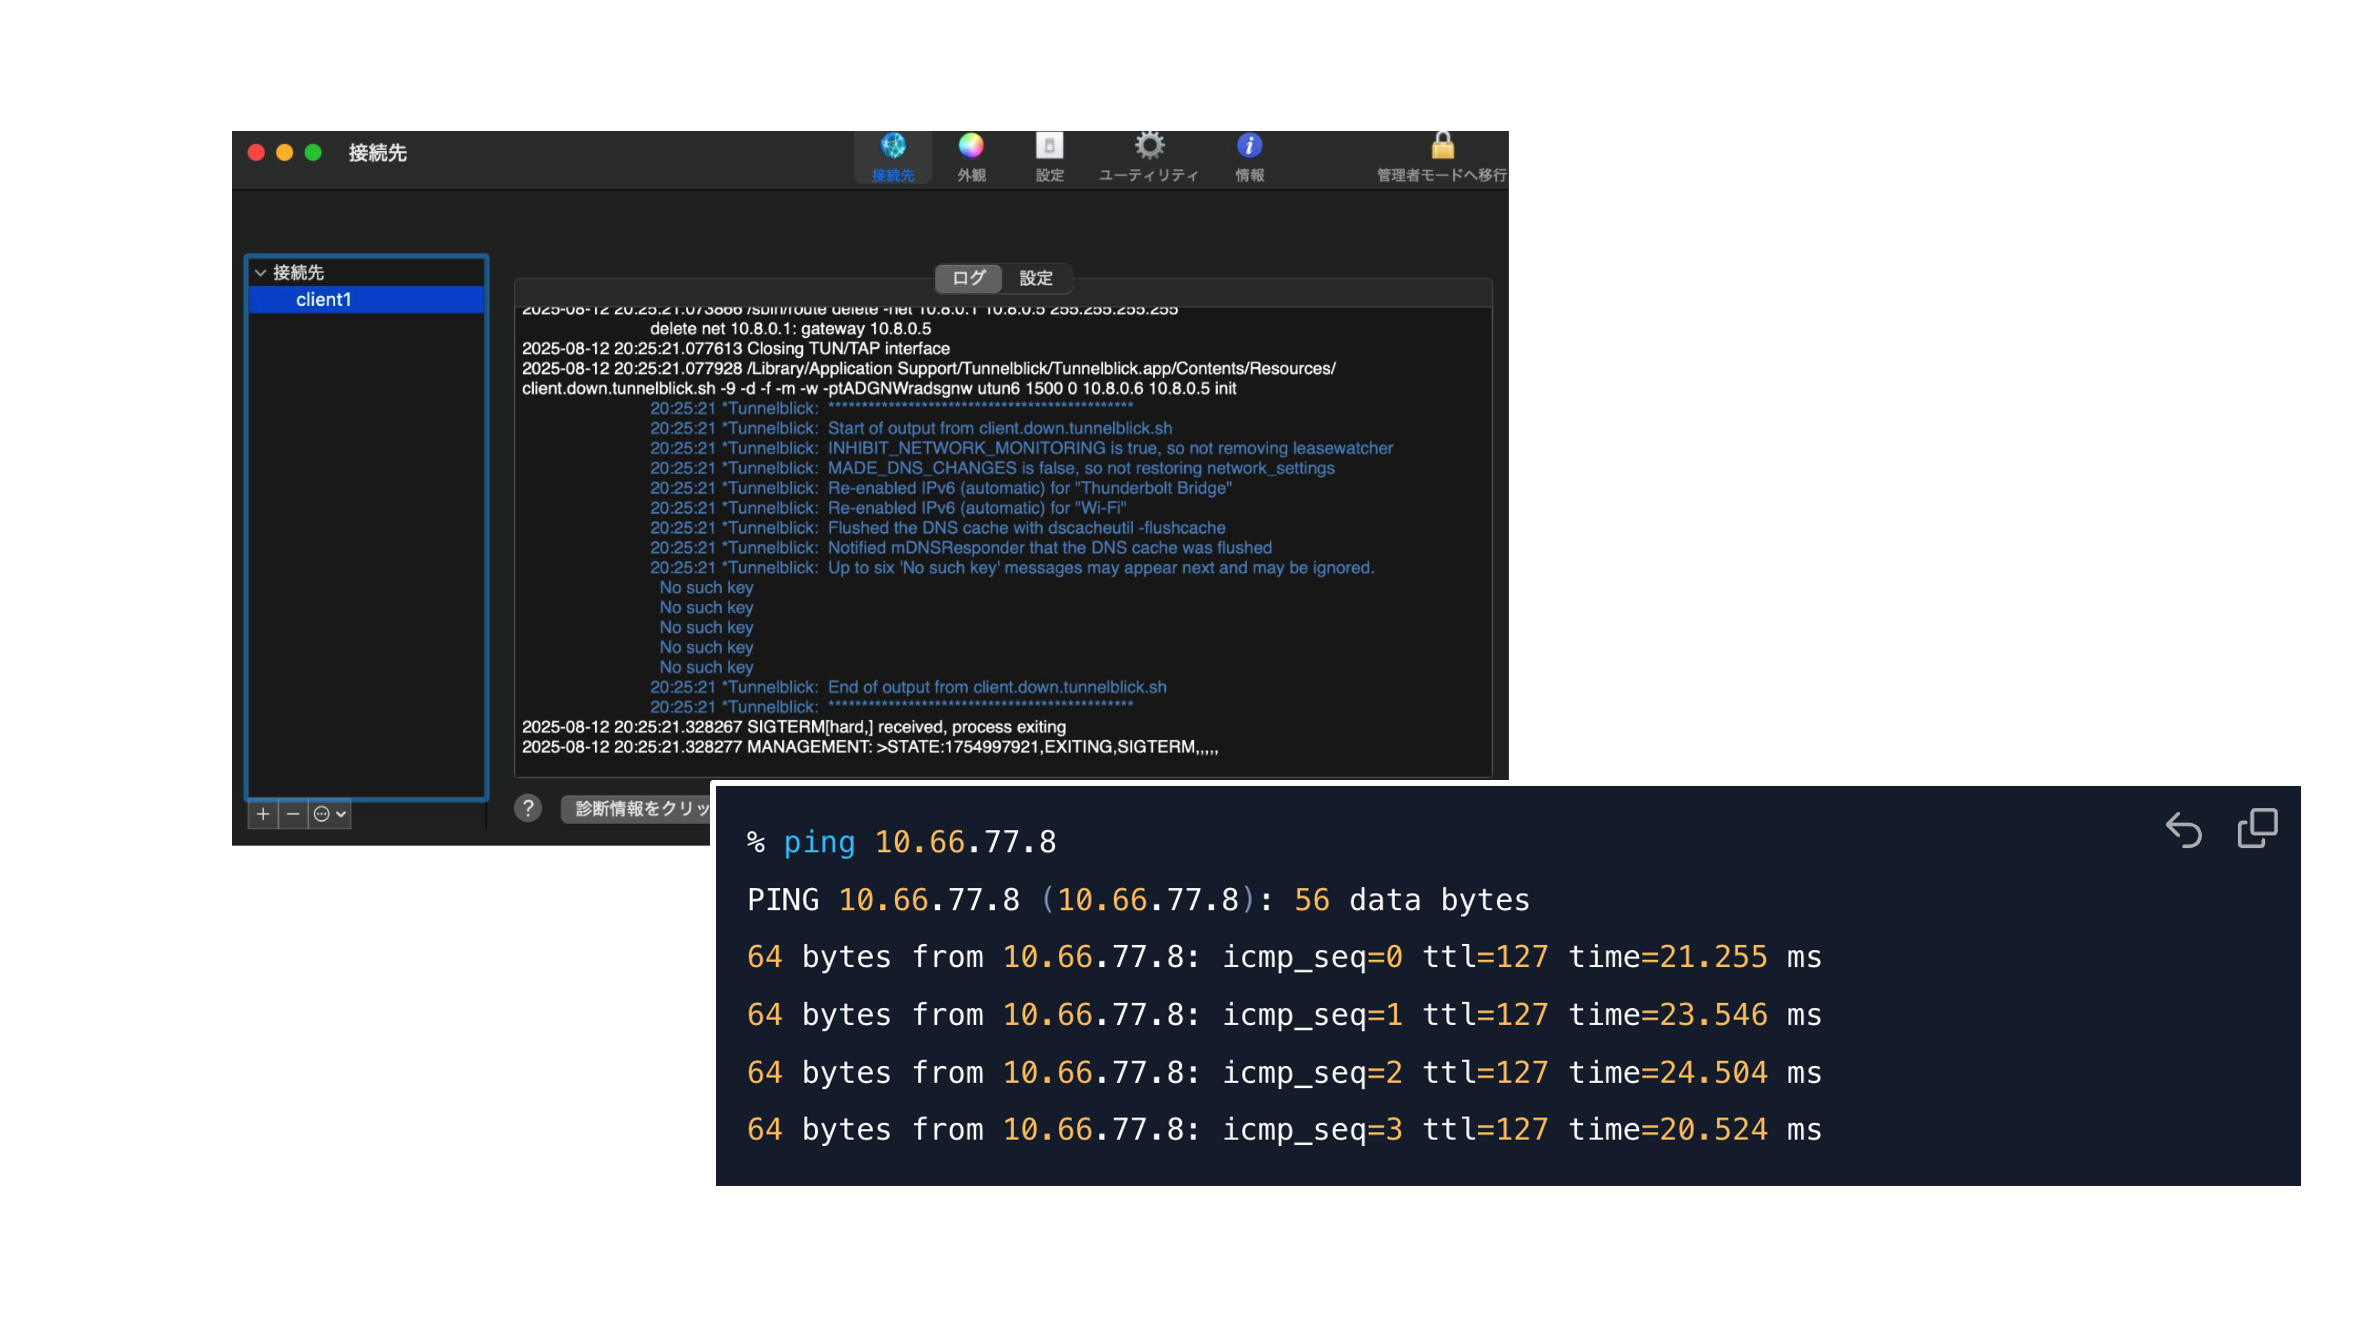 接続先
接続先
外観
設定
ユーティリティ
情報
管理者モードへ移行
接続先
client1
ログ
設定
2025-08-12 20:25:21.073866 /sbin/route delete -net 10.8.0.1 10.8.0.5 255.255.255.255
delete net 10.8.0.1: gateway 10.8.0.5
2025-08-12 20:25:21.077613 Closing TUN/TAP interface
2025-08-12 20:25:21.077928 /Library/Application Support/Tunnelblick/Tunnelblick.app/Contents/Resources/
client.down.tunnelblick.sh -9 -d -f -m -w -ptADGNWradsgnw utun6 1500 0 10.8.0.6 10.8.0.5 init
20:25:21 *Tunnelblick: **********************************************
20:25:21 *Tunnelblick: Start of output from client.down.tunnelblick.sh
20:25:21 *Tunnelblick: INHIBIT_NETWORK_MONITORING is true, so not removing leasewatcher
20:25:21 *Tunnelblick: MADE_DNS_CHANGES is false, so not restoring network_settings
20:25:21 *Tunnelblick: Re-enabled IPv6 (automatic) for "Thunderbolt Bridge"
20:25:21 *Tunnelblick: Re-enabled IPv6 (automatic) for "Wi-Fi"
20:25:21 *Tunnelblick: Flushed the DNS cache with dscacheutil -flushcache
20:25:21 *Tunnelblick: Notified mDNSResponder that the DNS cache was flushed
20:25:21 *Tunnelblick: Up to six 'No such key' messages may appear next and may be ignored.
No such key
No such key
No such key
No such key
No such key
20:25:21 *Tunnelblick: End of output from client.down.tunnelblick.sh
20:25:21 *Tunnelblick: **********************************************
2025-08-12 20:25:21.328267 SIGTERM[hard,] received, process exiting
2025-08-12 20:25:21.328277 MANAGEMENT: >STATE:1754997921,EXITING,SIGTERM,,,,,
?
診断情報をクリッ
% ping 10.66.77.8
PING 10.66.77.8 (10.66.77.8): 56 data bytes
64 bytes from 10.66.77.8: icmp_seq=0 ttl=127 time=21.255 ms
64 bytes from 10.66.77.8: icmp_seq=1 ttl=127 time=23.546 ms
64 bytes from 10.66.77.8: icmp_seq=2 ttl=127 time=24.504 ms
64 bytes from 10.66.77.8: icmp_seq=3 ttl=127 time=20.524 ms